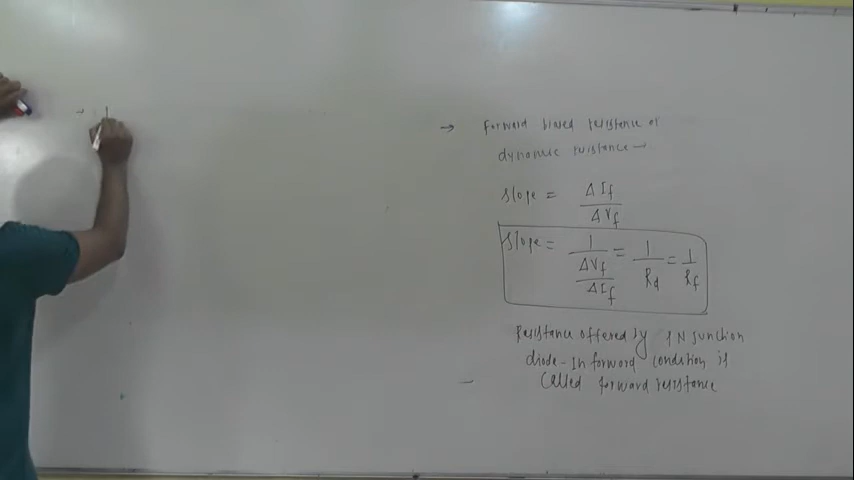 → Forward biased resistance or
dynamic resistance →
Slope = ΔIf / ΔVf
Slope = 1 / (ΔVf / ΔIf) = 1 / Rd = 1 / Rf
Resistance offered by PN Junction
diode - In forward condition is
Called forward resistance